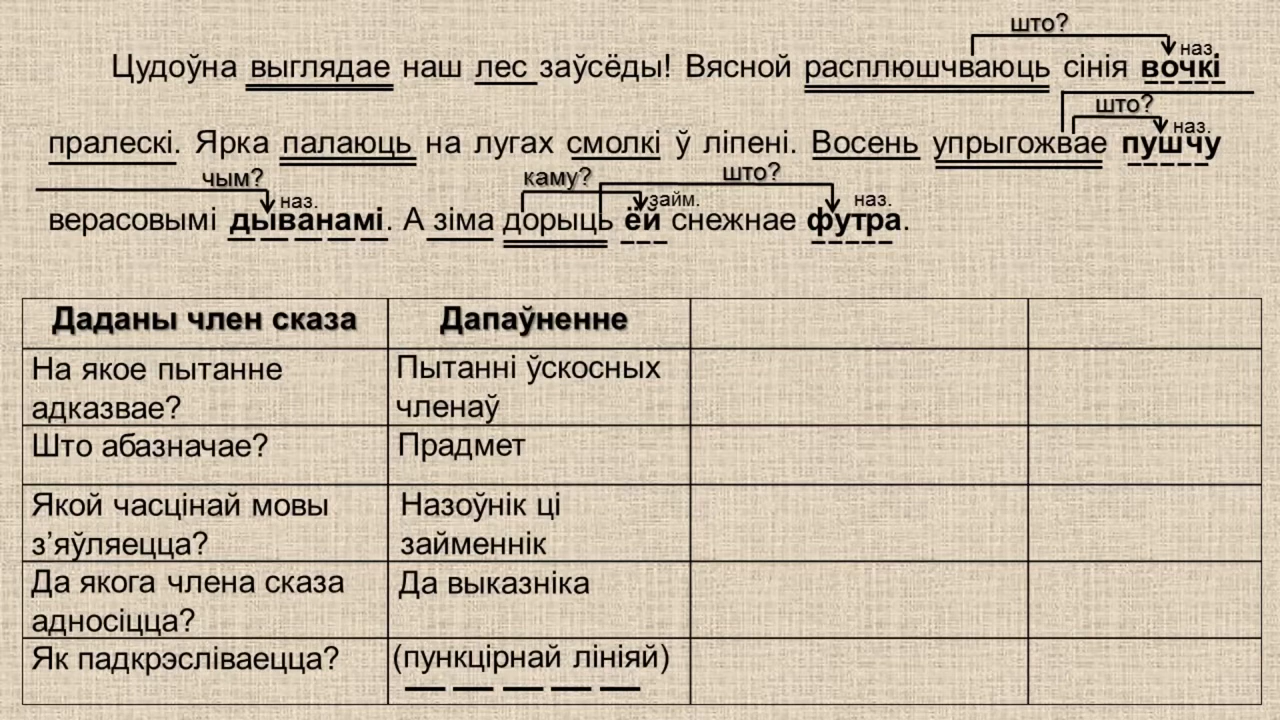 што?
наз.
Цудоўна выглядае наш лес заўсёды! Вясной расплюшчваюць сінія вочкі
што?
наз.
пралескі. Ярка палаюць на лугах смолкі ў ліпені. Восень упрыгожвае пушчу
чым? каму? што?
наз. займ. наз.
верасовымі дыванамі. А зіма дорыць ёй снежнае футра.
Даданы член сказа Дапаўненне
На якое пытанне Пытанні ўскосных
адказвае? членаў
Што абазначае? Прадмет
Якой часцінай мовы Назоўнік ці
з’яўляецца? займеннік
Да якога члена сказа Да выказніка
адносіцца?
Як падкрэсліваецца? (пункцірнай лініяй)